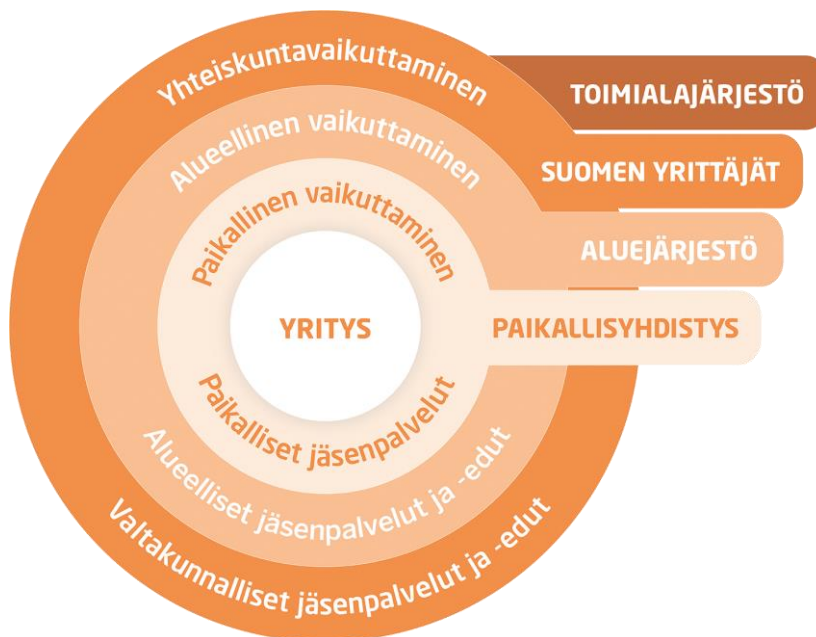 Yhteiskuntavaikuttaminen
TOIMIALAJÄRJESTÖ
Alueellinen vaikuttaminen
SUOMEN YRITTÄJÄT
Paikallinen vaikuttaminen
ALUEJÄRJESTÖ
YRITYS
PAIKALLISYHDISTYS
Paikalliset jäsenpalvelut
Alueelliset jäsenpalvelut ja -edut
Valtakunnalliset jäsenpalvelut ja -edut